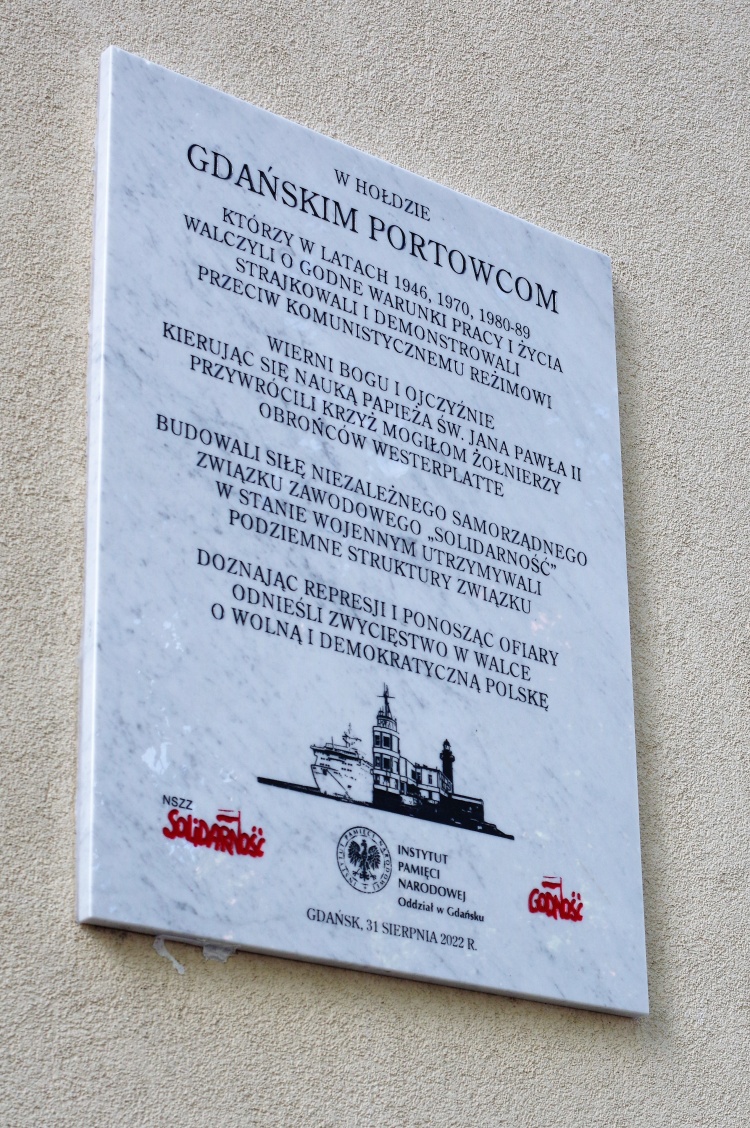 W HOŁDZIE
GDAŃSKIM PORTOWCOM
KTÓRZY W LATACH 1946, 1970, 1980-89
WALCZYLI O GODNE WARUNKI PRACY I ŻYCIA
STRAJKOWALI I DEMONSTROWALI
PRZECIW KOMUNISTYCZNEMU REŻIMOWI
WIERNI BOGU I OJCZYŹNIE
KIERUJĄC SIĘ NAUKĄ PAPIEŻA ŚW. JANA PAWŁA II
PRZYWRÓCILI KRZYŻ MOGIŁOM ŻOŁNIERZY
OBROŃCÓW WESTERPLATTE
BUDOWALI SIŁĘ NIEZALEŻNEGO SAMORZĄDNEGO
ZWIĄZKU ZAWODOWEGO „SOLIDARNOŚĆ"
W STANIE WOJENNYM UTRZYMYWALI
PODZIEMNE STRUKTURY ZWIĄZKU
DOZNAJĄC REPRESJI I PONOSZĄC OFIARY
ODNIEŚLI ZWYCIĘSTWO W WALCE
O WOLNĄ I DEMOKRATYCZNĄ POLSKĘ
NSZZ
SOLIDARNOŚĆ
INSTYTUT PAMIĘCI NARODOWEJ
INSTYTUT
PAMIĘCI
NARODOWEJ
Oddział w Gdańsku
GODNOŚĆ
GDAŃSK, 31 SIERPNIA 2022 R.